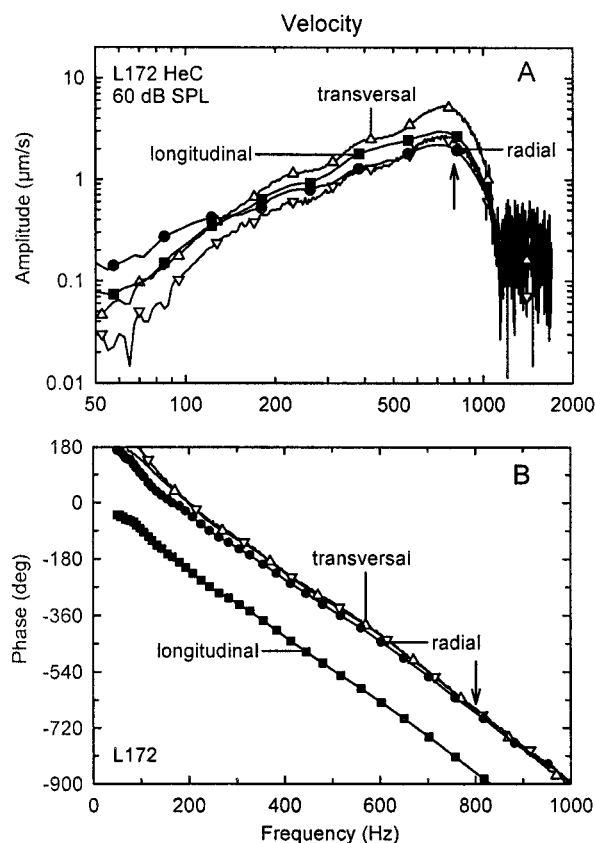 Velocity
L172 HeC
60 dB SPL
A
transversal
longitudinal
radial
Amplitude (µm/s)
10
1
0.1
0.01
50
100
200
500
1000
2000
B
transversal
radial
longitudinal
L172
Phase (deg)
180
0
-180
-360
-540
-720
-900
0
200
400
600
800
1000
Frequency (Hz)